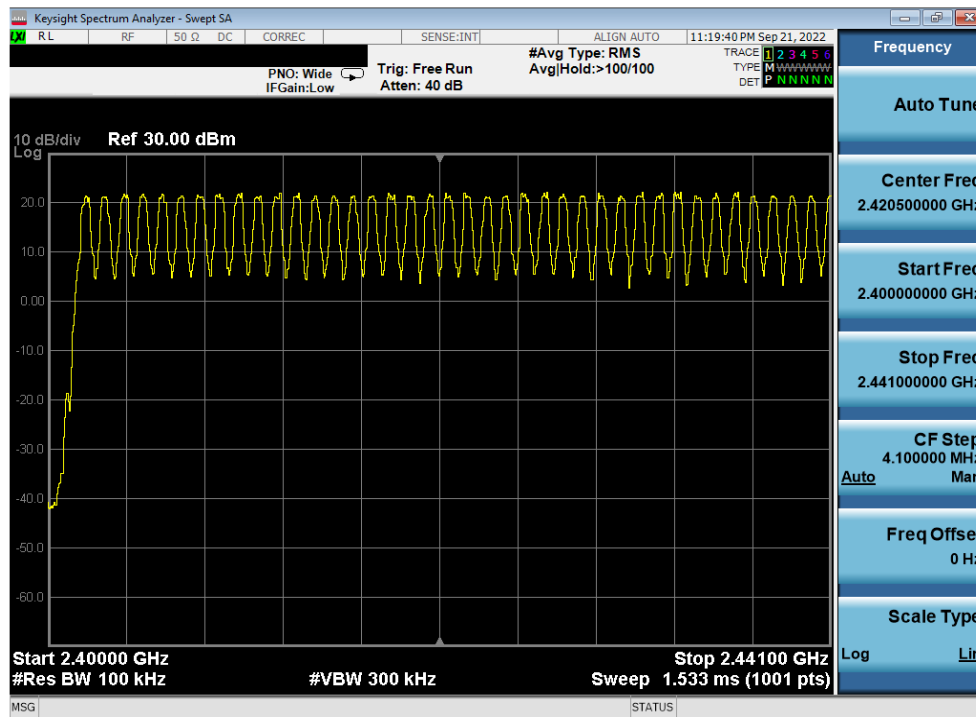 Keysight Spectrum Analyzer - Swept SA
LXI RL RF 50 Ω DC CORREC SENSE:INT ALIGN AUTO 11:19:40 PM Sep 21, 2022
PNO: Wide
IFGain:Low
Trig: Free Run
Atten: 40 dB
#Avg Type: RMS
Avg|Hold:>100/100
TRACE 1 2 3 4 5 6
TYPE M WWWWW
DET P N N N N N
10 dB/div
Log
Ref 30.00 dBm
20.0
10.0
0.00
-10.0
-20.0
-30.0
-40.0
-50.0
-60.0
Start 2.40000 GHz
Stop 2.44100 GHz
#Res BW 100 kHz
#VBW 300 kHz
Sweep 1.533 ms (1001 pts)
MSG
STATUS
Frequency
Auto Tune
Center Freq
2.420500000 GHz
Start Freq
2.400000000 GHz
Stop Freq
2.441000000 GHz
CF Step
4.100000 MHz
Auto Man
Freq Offset
0 Hz
Scale Type
Log Lin